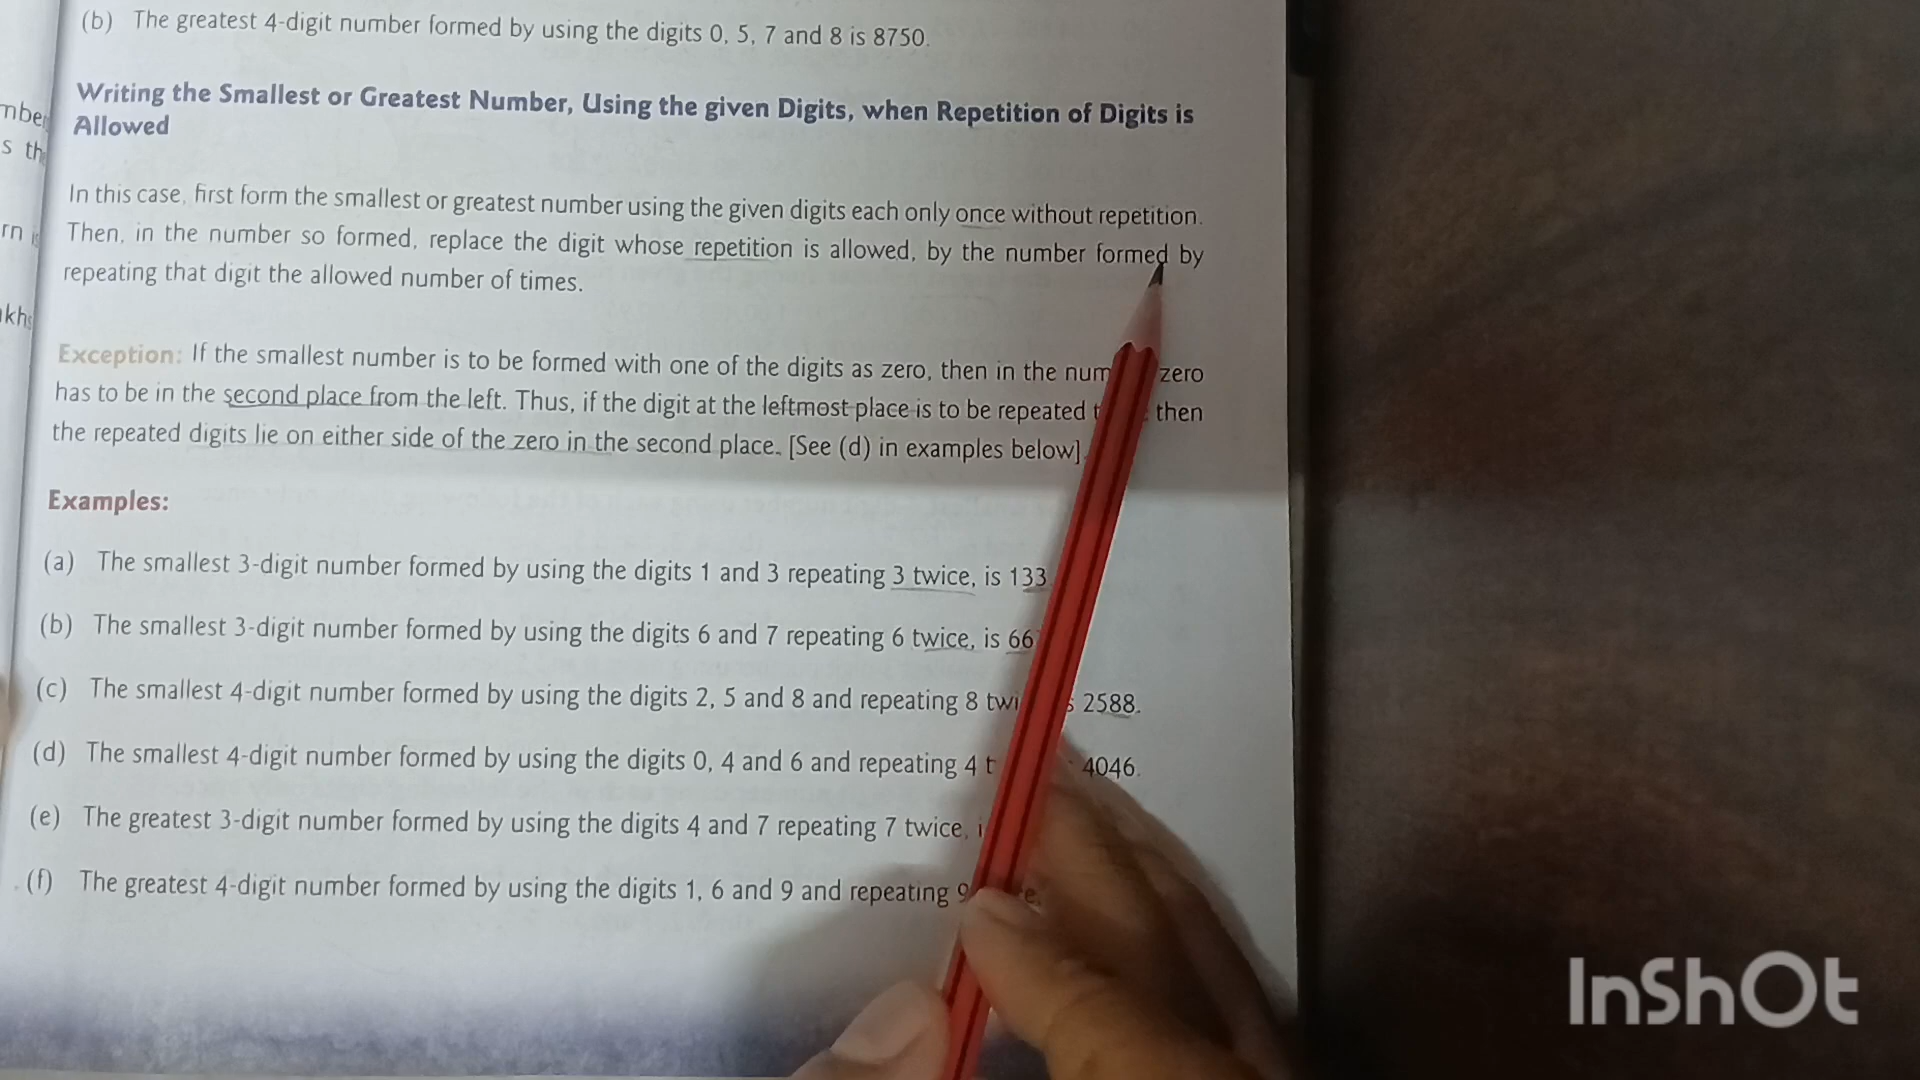 (b) The greatest 4-digit number formed by using the digits 0, 5, 7 and 8 is 8750.
Writing the Smallest or Greatest Number, Using the given Digits, when Repetition of Digits is
Allowed
In this case, first form the smallest or greatest number using the given digits each only once without repetition.
Then, in the number so formed, replace the digit whose repetition is allowed, by the number formed by
repeating that digit the allowed number of times.
Exception: If the smallest number is to be formed with one of the digits as zero, then in the zero
has to be in the second place from the left. Thus, if the digit at the leftmost place is to be repeated then
the repeated digits lie on either side of the zero in the second place. [See (d) in examples below]
Examples:
(a) The smallest 3-digit number formed by using the digits 1 and 3 repeating 3 twice, is 133
(b) The smallest 3-digit number formed by using the digits 6 and 7 repeating 6 twice, is 66
(c) The smallest 4-digit number formed by using the digits 2, 5 and 8 and repeating 8 2588.
(d) The smallest 4-digit number formed by using the digits 0, 4 and 6 and repeating 4 4046.
(e) The greatest 3-digit number formed by using the digits 4 and 7 repeating 7 twice,
(f) The greatest 4-digit number formed by using the digits 1, 6 and 9 and repeating 9
InShOt